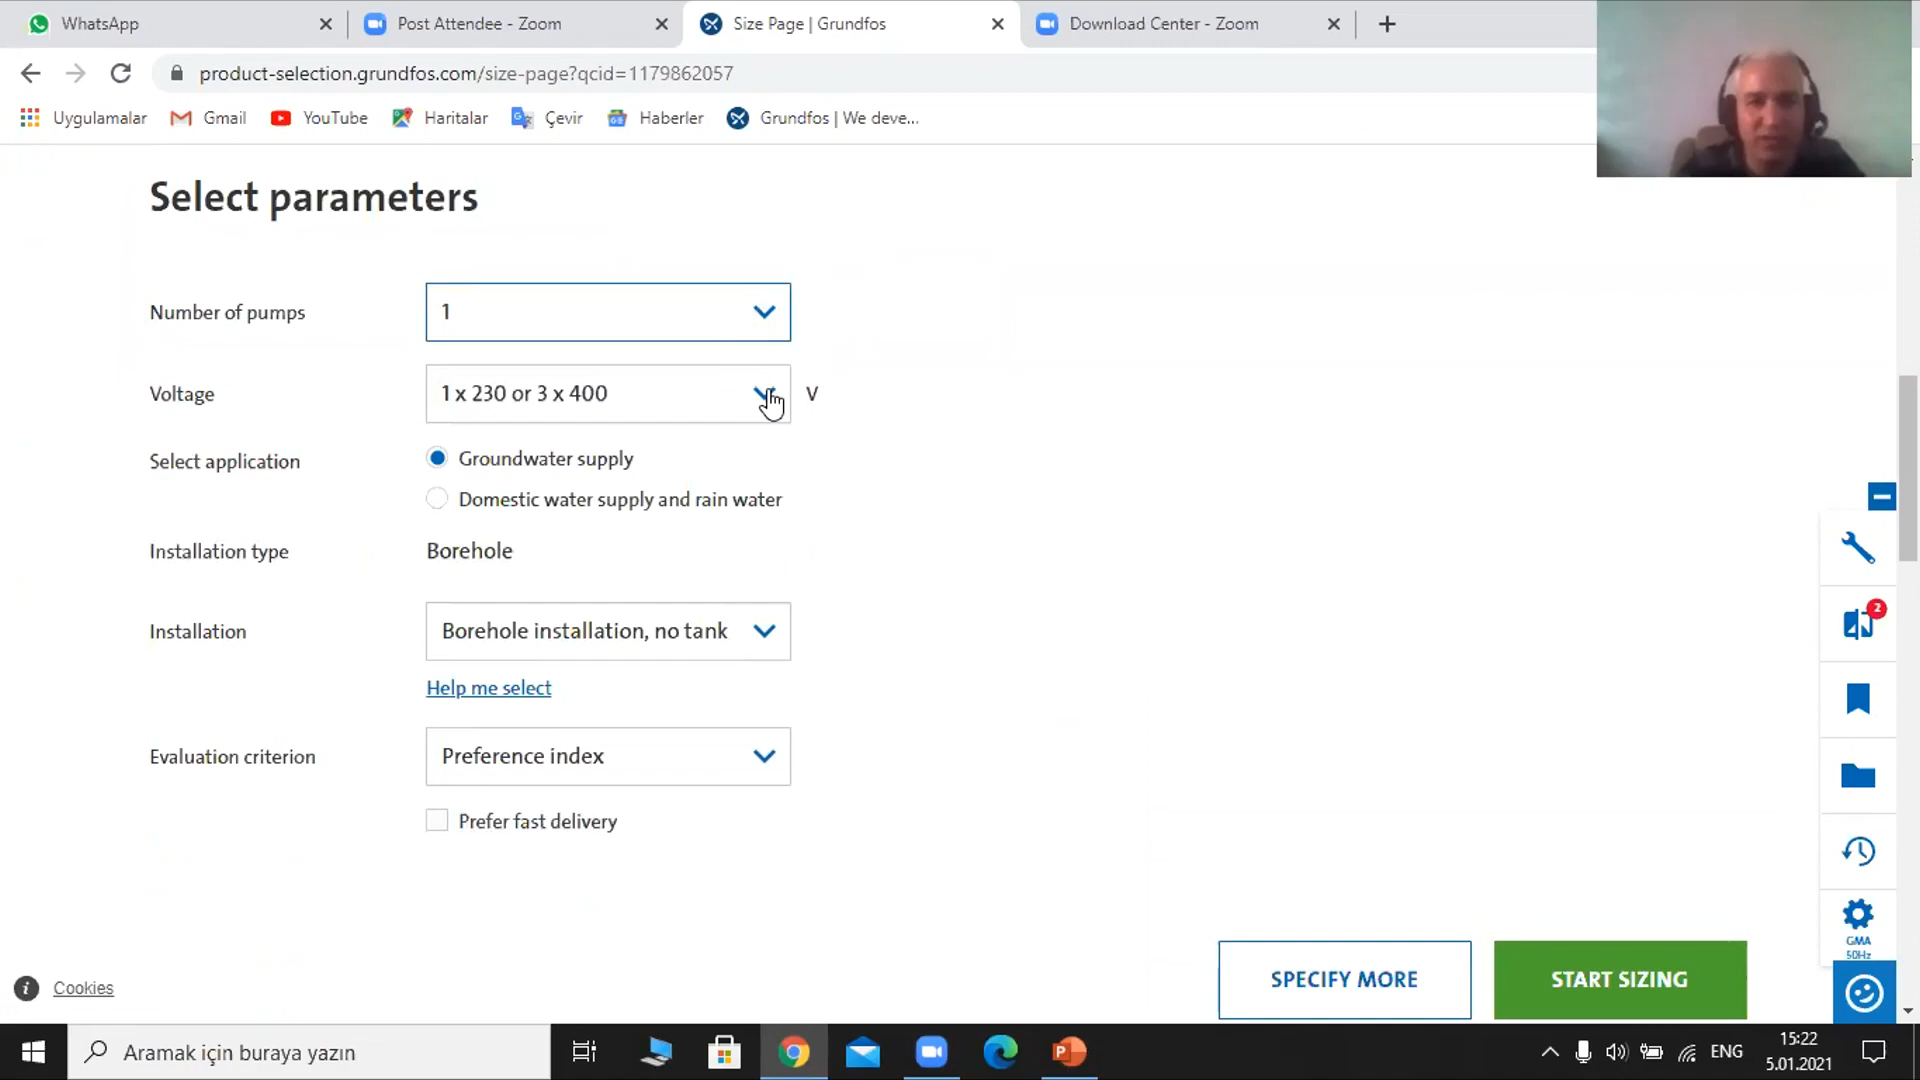 WhatsApp
Post Attendee - Zoom
Size Page | Grundfos
Download Center - Zoom
product-selection.grundfos.com/size-page?qcid=1179862057
Uygulamalar
Gmail
YouTube
Haritalar
Çevir
Haberler
Grundfos | We deve...
Select parameters
Number of pumps
1
Voltage
1 x 230 or 3 x 400
V
Select application
Groundwater supply
Domestic water supply and rain water
Installation type
Borehole
Installation
Borehole installation, no tank
Help me select
Evaluation criterion
Preference index
Prefer fast delivery
2
GMA
50Hz
SPECIFY MORE
START SIZING
Cookies
Aramak için buraya yazın
ENG
15:22
5.01.2021